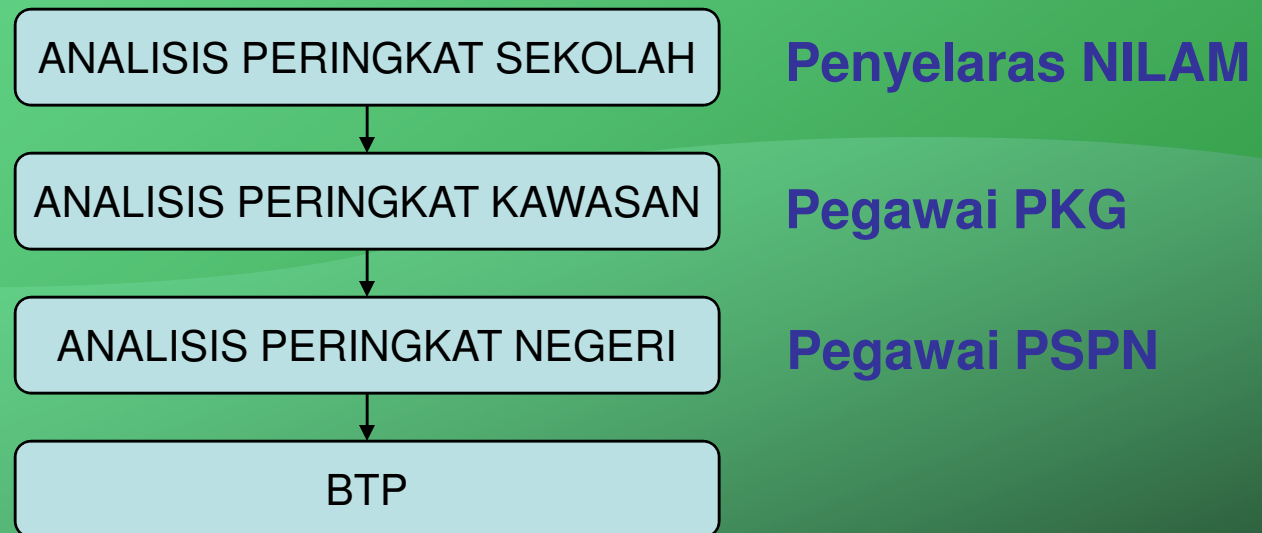 ANALISIS PERINGKAT SEKOLAH
Penyelaras NILAM
ANALISIS PERINGKAT KAWASAN
Pegawai PKG
ANALISIS PERINGKAT NEGERI
Pegawai PSPN
BTP